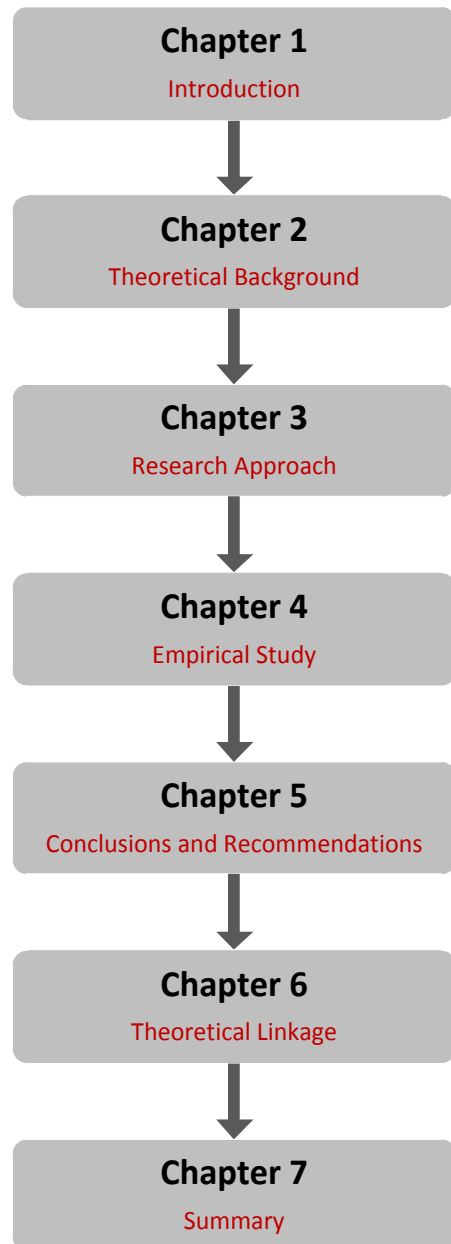 Chapter 1
Introduction
Chapter 2
Theoretical Background
Chapter 3
Research Approach
Chapter 4
Empirical Study
Chapter 5
Conclusions and Recommendations
Chapter 6
Theoretical Linkage
Chapter 7
Summary